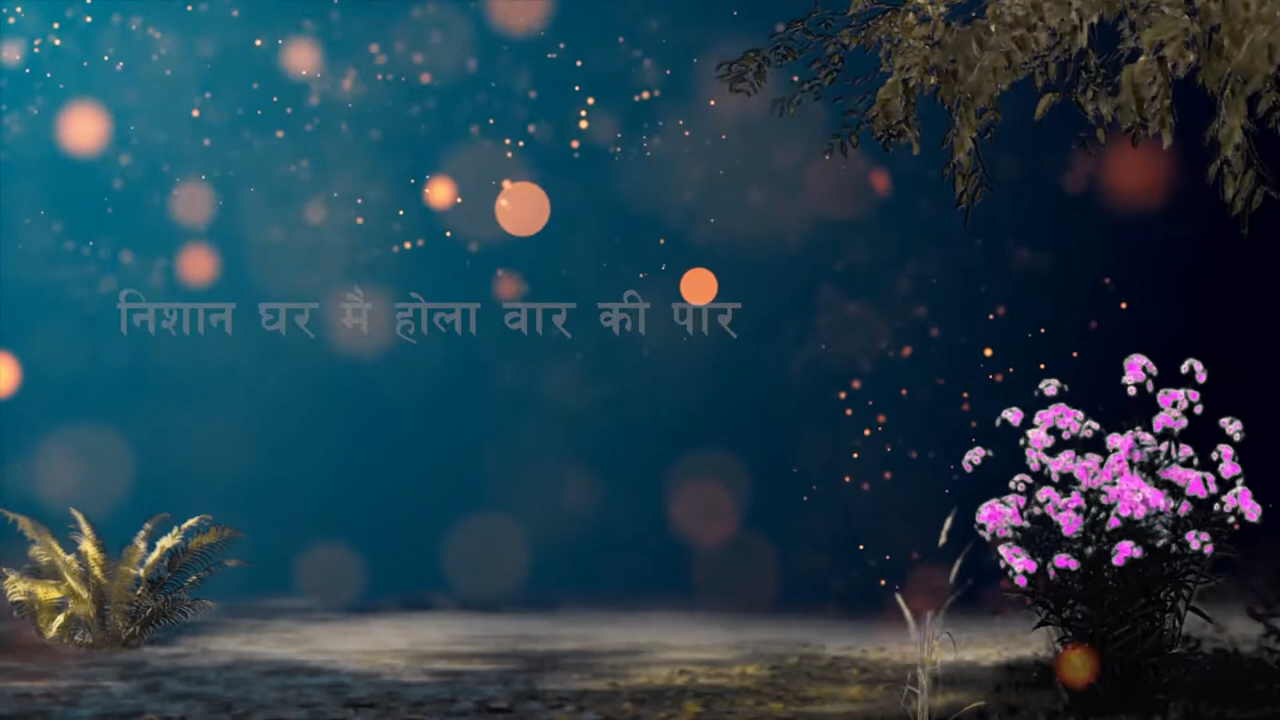 निशान घर मै होला वार की पार